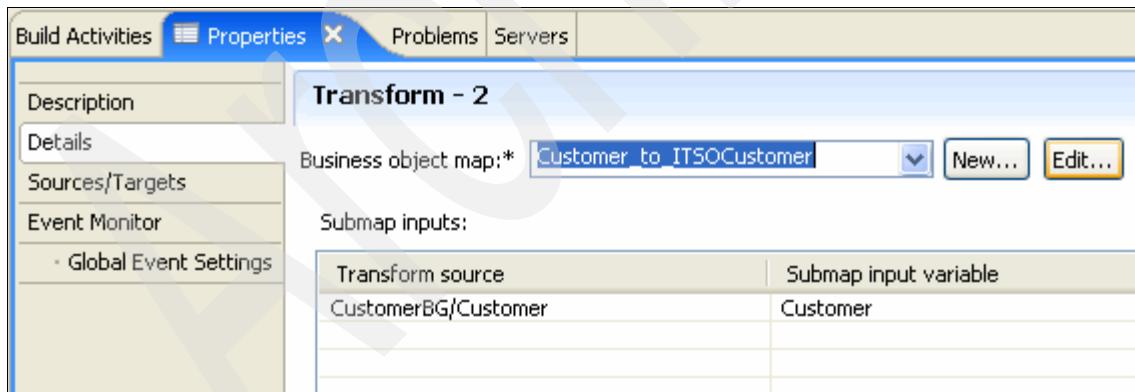 Build Activities Properties Problems Servers
Description
Details
Sources/Targets
Event Monitor
Global Event Settings
Transform - 2
Business object map:* Customer_to_ITSOCustomer New... Edit...
Submap inputs:
Transform source Submap input variable
CustomerBG/Customer Customer